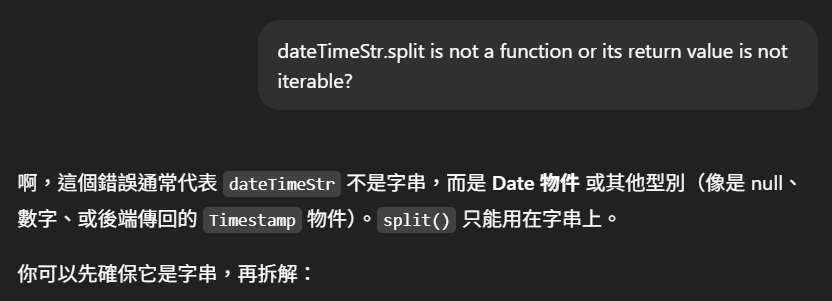 dateTimeStr.split is not a function or its return value is not
iterable?
啊，這個錯誤通常代表 dateTimeStr 不是字串，而是 Date 物件 或其他型別（像是 null、
數字、或後端傳回的 Timestamp 物件）。split() 只能用在字串上。
你可以先確保它是字串，再拆解：